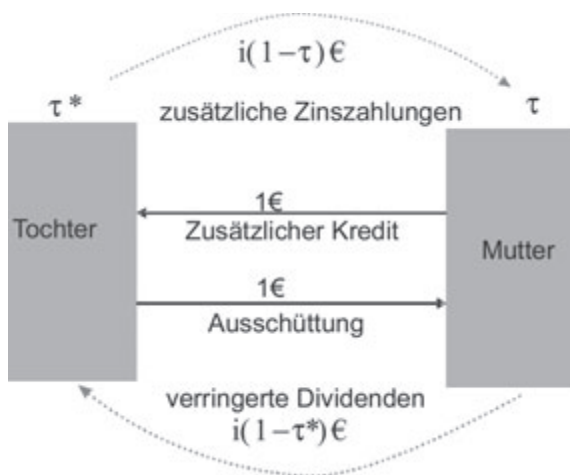 i(1−τ)€
τ*
zusätzliche Zinszahlungen
τ
1€
Zusätzlicher Kredit
Tochter
Mutter
1€
Ausschüttung
verringerte Dividenden
i(1−τ*)€